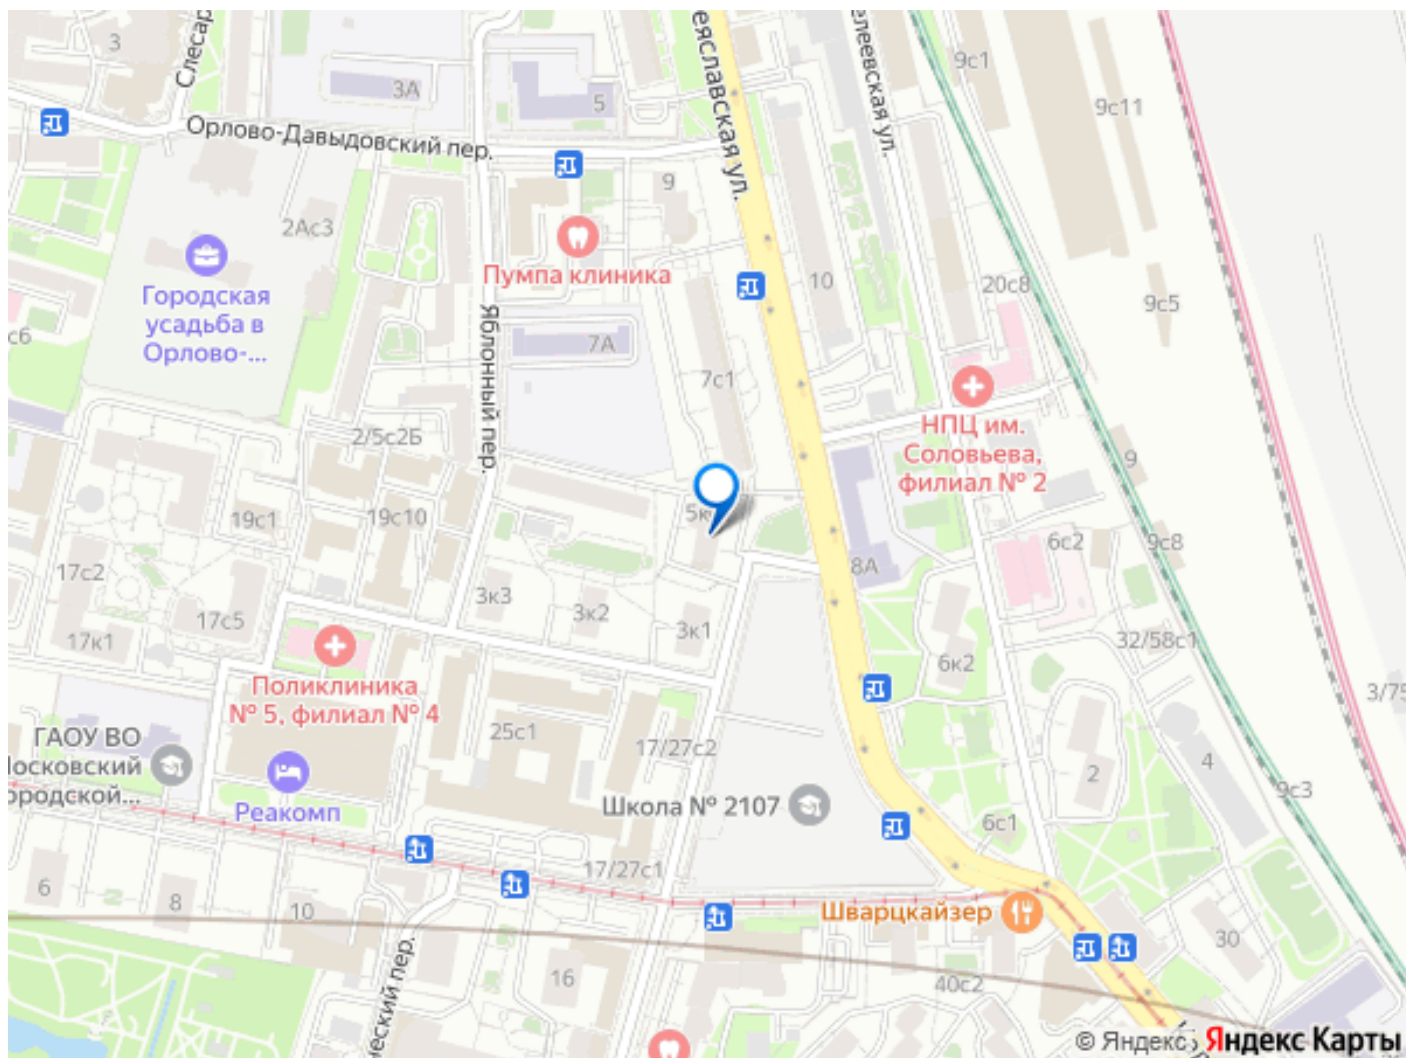 3
Слесар
3А
5
еяславская ул.
елеевская ул.
9с1
9с11
Орлово-Давыдовский пер.
9
2Ас3
Пумпа клиника
10
20с8
9с5
Городская
усадьба в
Орлово-...
с6
Яблонный пер.
7А
7с1
НПЦ им.
Соловьева,
филиал № 2
2/5с2Б
9
19с1
19с10
5к
6с2
9с8
17с2
8А
3к3
3к2
3к1
17с5
17к1
32/58с1
6к2
Поликлиника
№ 5, филиал № 4
3/75
25с1
17/27с2
ГАОУ ВО
Московский
ородской...
2
4
9с3
Реакомп
Школа № 2107
6с1
17/27с1
6
8
10
Шварцкайзер
30
16
40с2
ческий пер.
© Яндекс Яндекс Карты